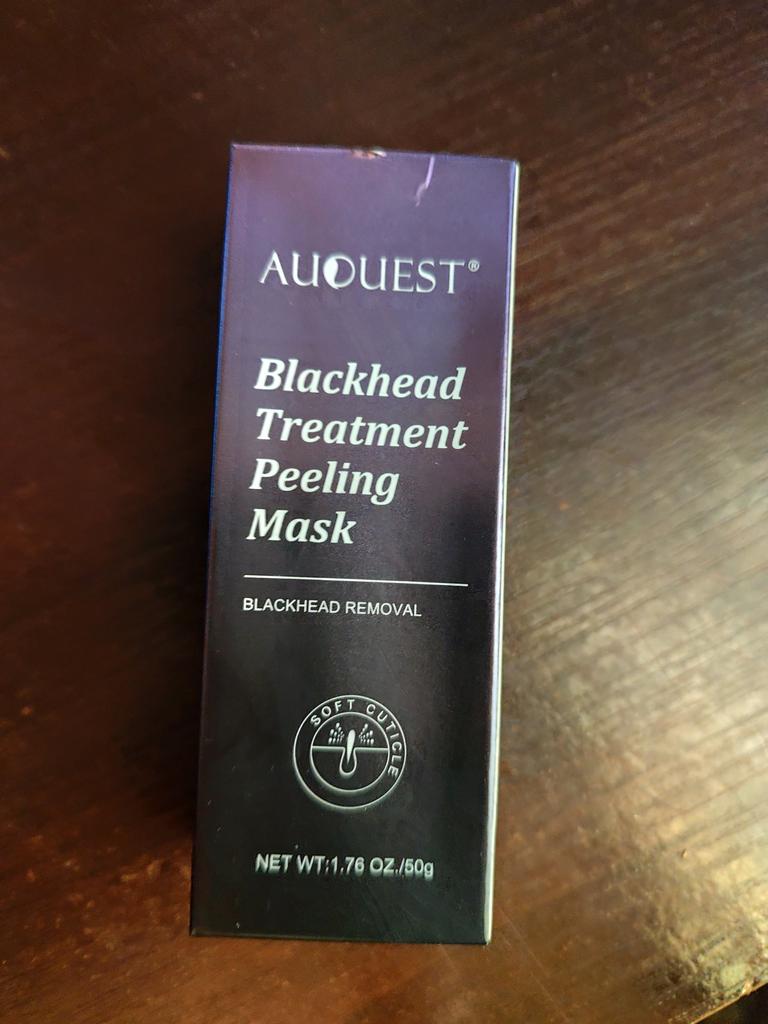 AUQUEST®
Blackhead
Treatment
Peeling
Mask
BLACKHEAD REMOVAL
SOFT CUTICLE
NET WT:1.76 OZ./50g